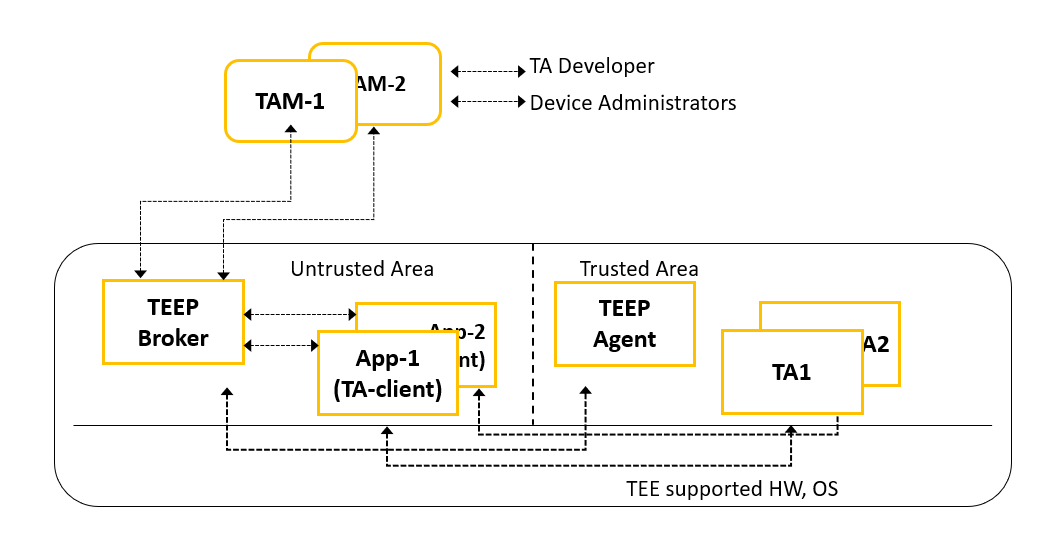 TAM-1
AM-2
TA Developer
Device Administrators
Untrusted Area
Trusted Area
TEEP
Broker
TEEP
Agent
App-2
nt)
App-1
(TA-client)
A2
TA1
TEE supported HW, OS